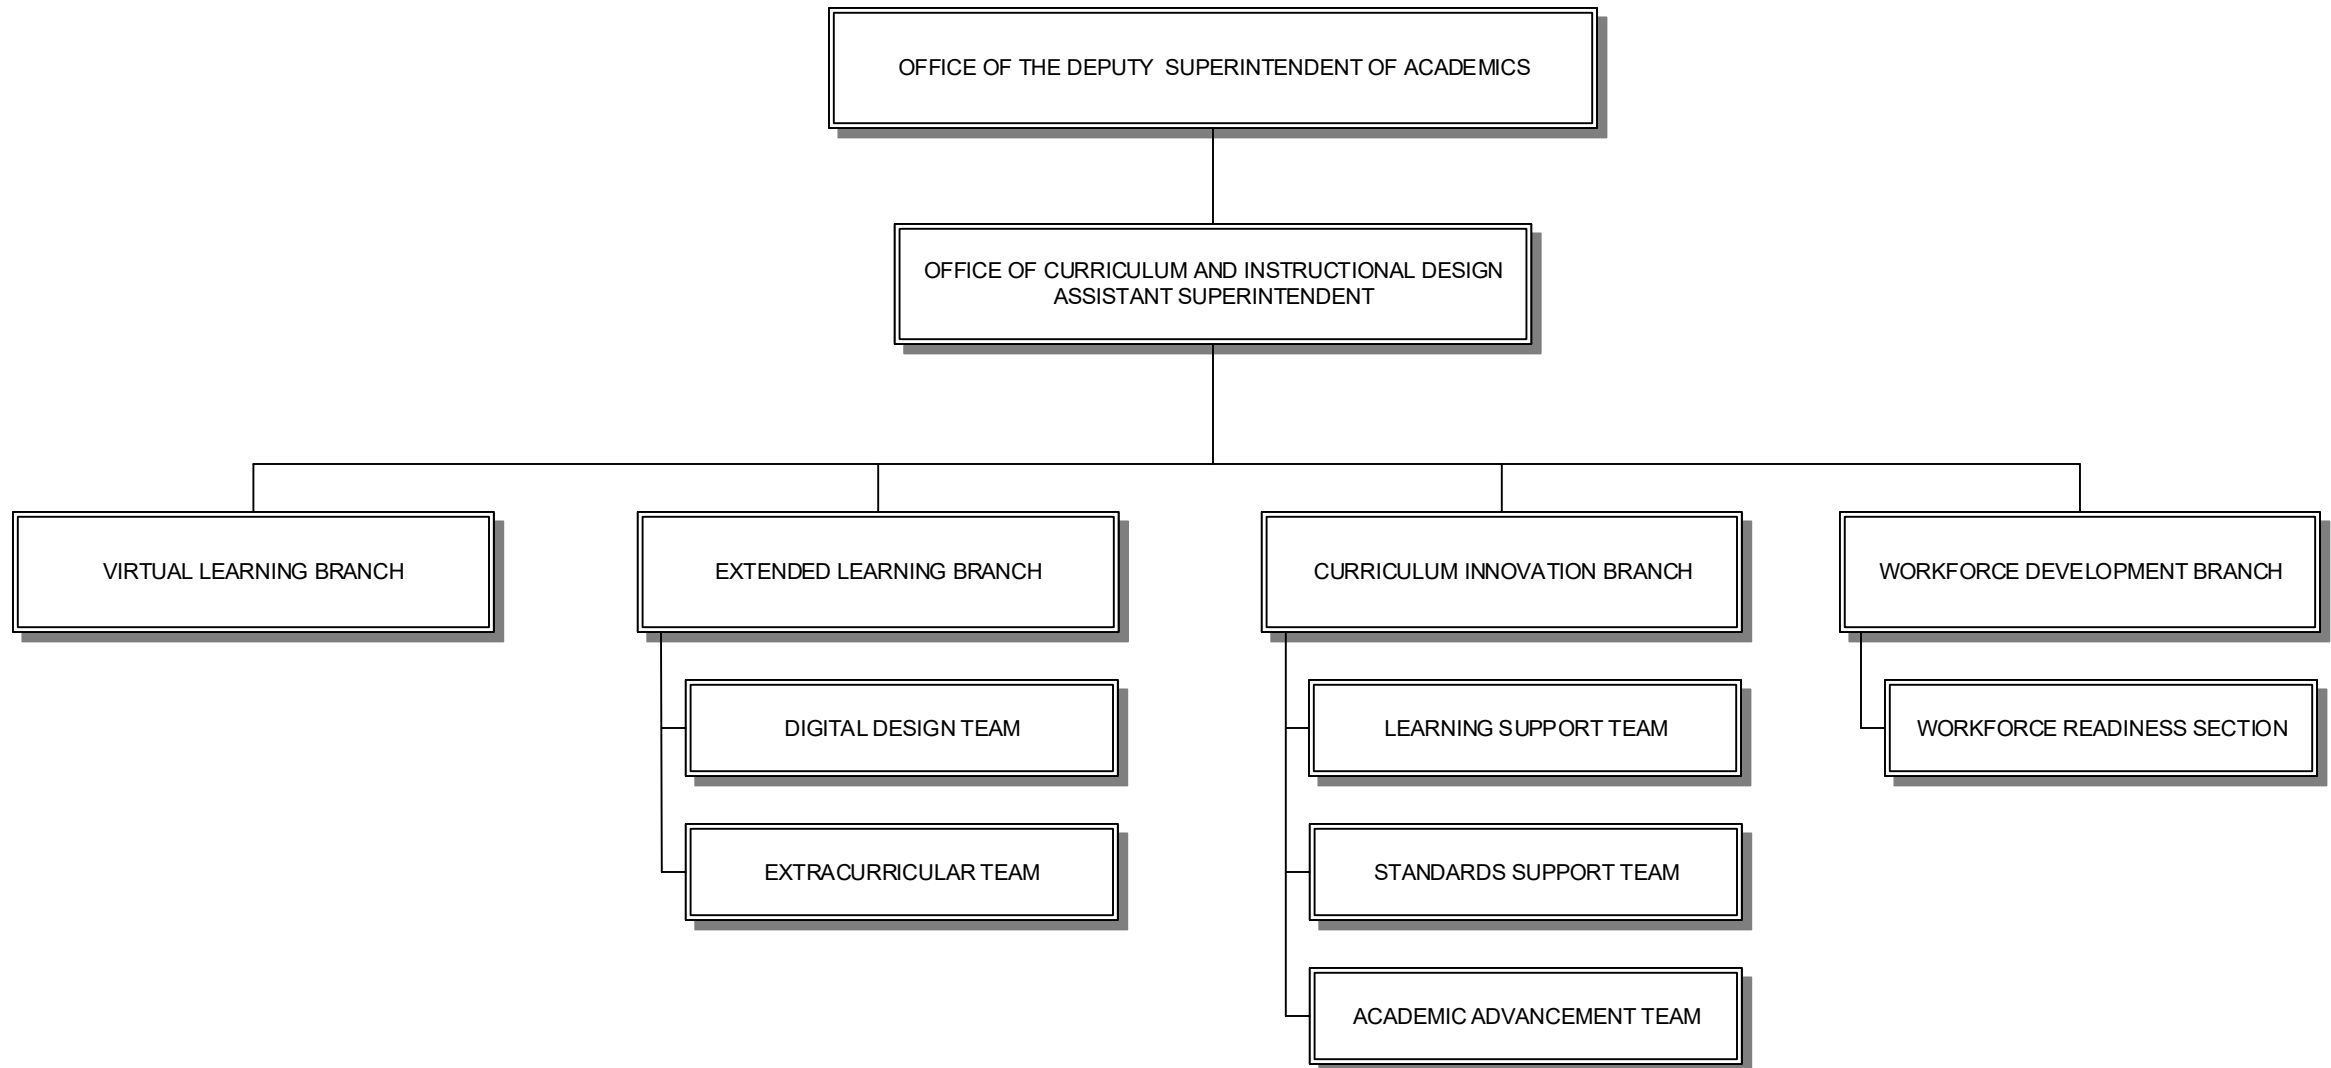 OFFICE OF THE DEPUTY SUPERINTENDENT OF ACADEMICS
OFFICE OF CURRICULUM AND INSTRUCTIONAL DESIGN
ASSISTANT SUPERINTENDENT
VIRTUAL LEARNING BRANCH
EXTENDED LEARNING BRANCH
CURRICULUM INNOVATION BRANCH
WORKFORCE DEVELOPMENT BRANCH
DIGITAL DESIGN TEAM
LEARNING SUPPORT TEAM
WORKFORCE READINESS SECTION
EXTRACURRICULAR TEAM
STANDARDS SUPPORT TEAM
ACADEMIC ADVANCEMENT TEAM